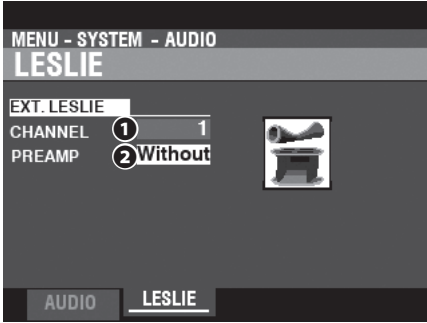 MENU - SYSTEM - AUDIO
LESLIE
EXT. LESLIE
CHANNEL 1 1
PREAMP 2 Without
AUDIO LESLIE